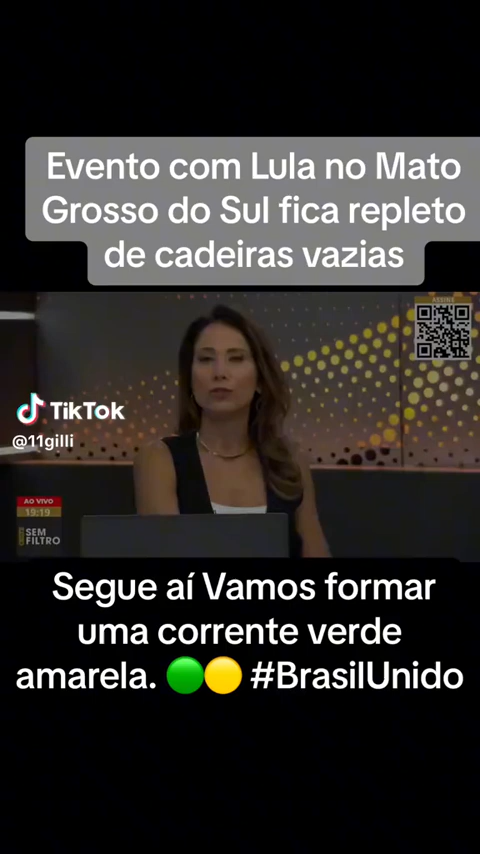 Evento com Lula no Mato
Grosso do Sul fica repleto
de cadeiras vazias
ASSINE
TikTok
@11gilli
AO VIVO
19:19
SEM
FILTRO
Segue aí Vamos formar
uma corrente verde
amarela. 🟢🟡 #BrasilUnido